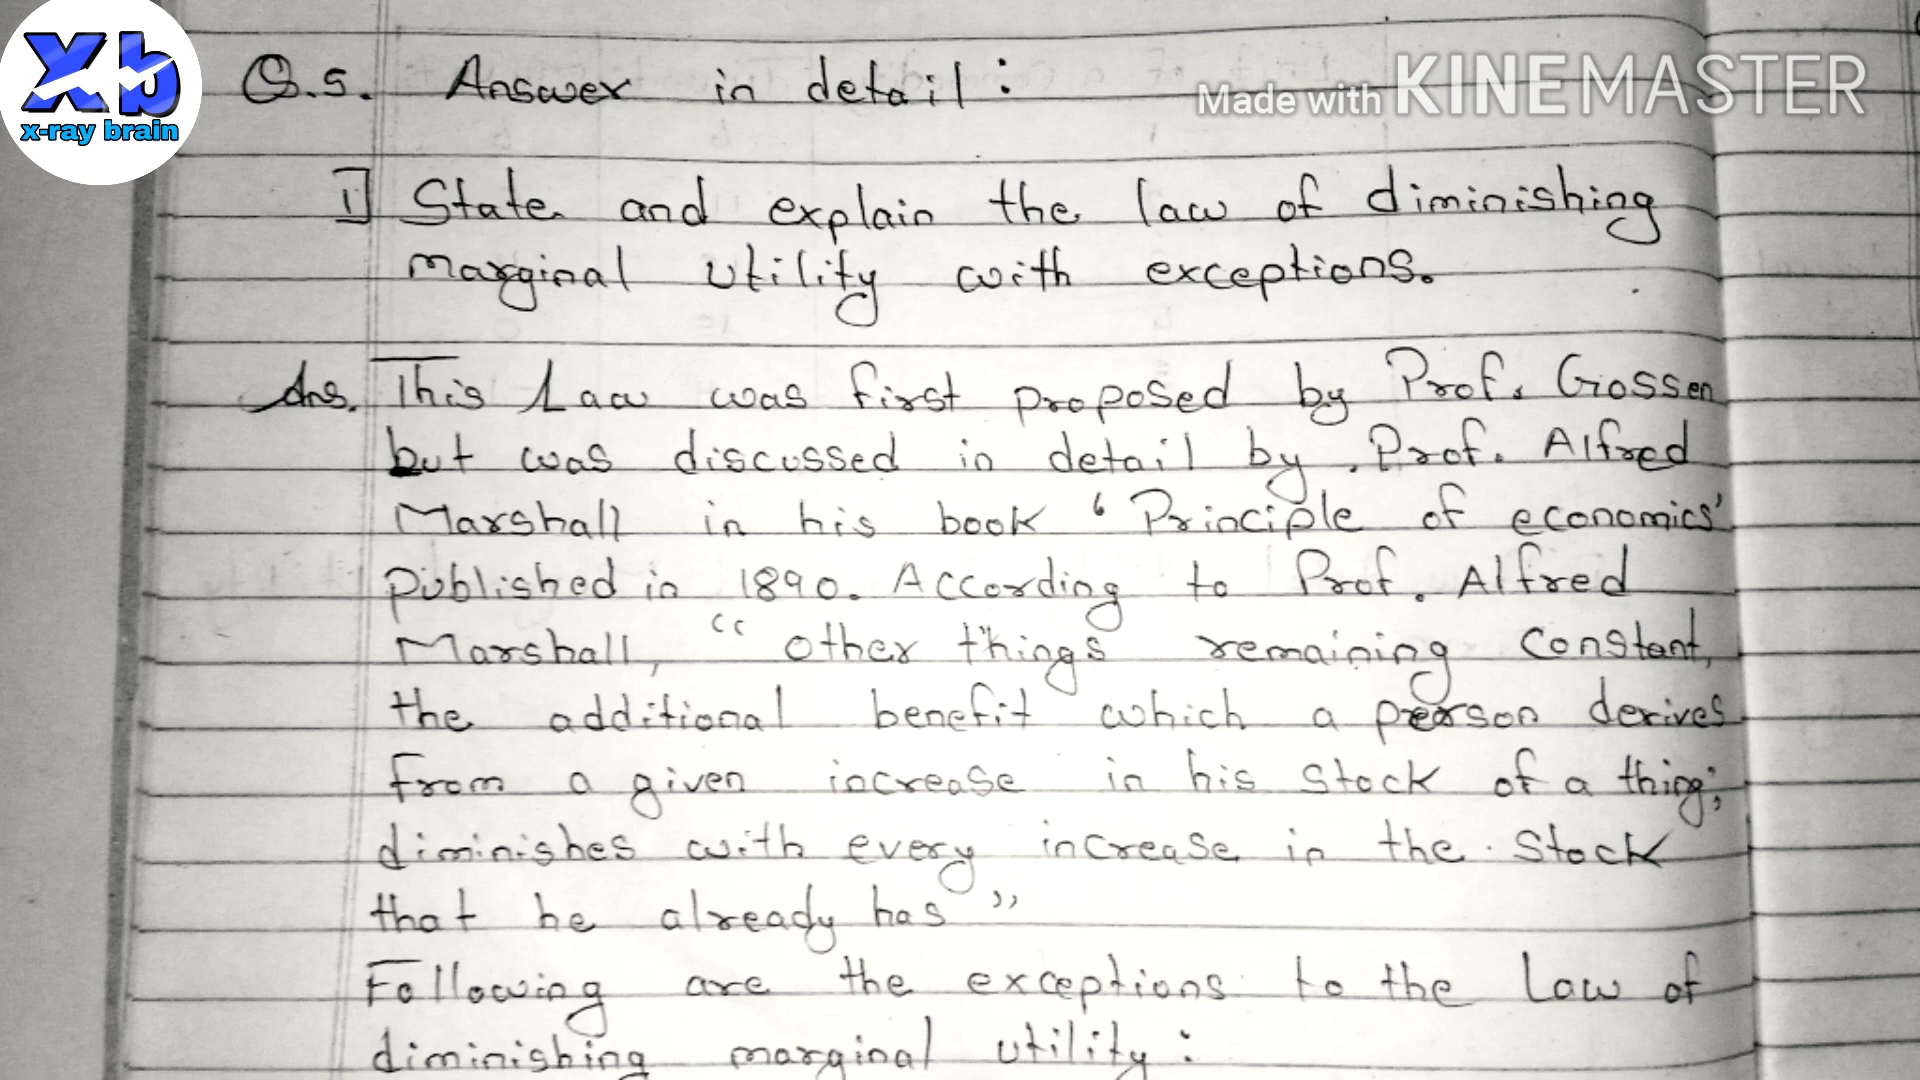 Xb
x-ray brain
Made with KINEMASTER
Q.5. Answer in detail :
1] State and explain the law of diminishing
marginal utility with exceptions.
Ans. This Law was first proposed by Prof. Gossen
but was discussed in detail by Prof. Alfred
Marshall in his book ‘Principle of economics’
published in 1890. According to Prof. Alfred
Marshall, “other things remaining constant,
the additional benefit which a person derives
from a given increase in his stock of a thing;
diminishes with every increase in the stock
that he already has”
Following are the exceptions to the law of
diminishing marginal utility :